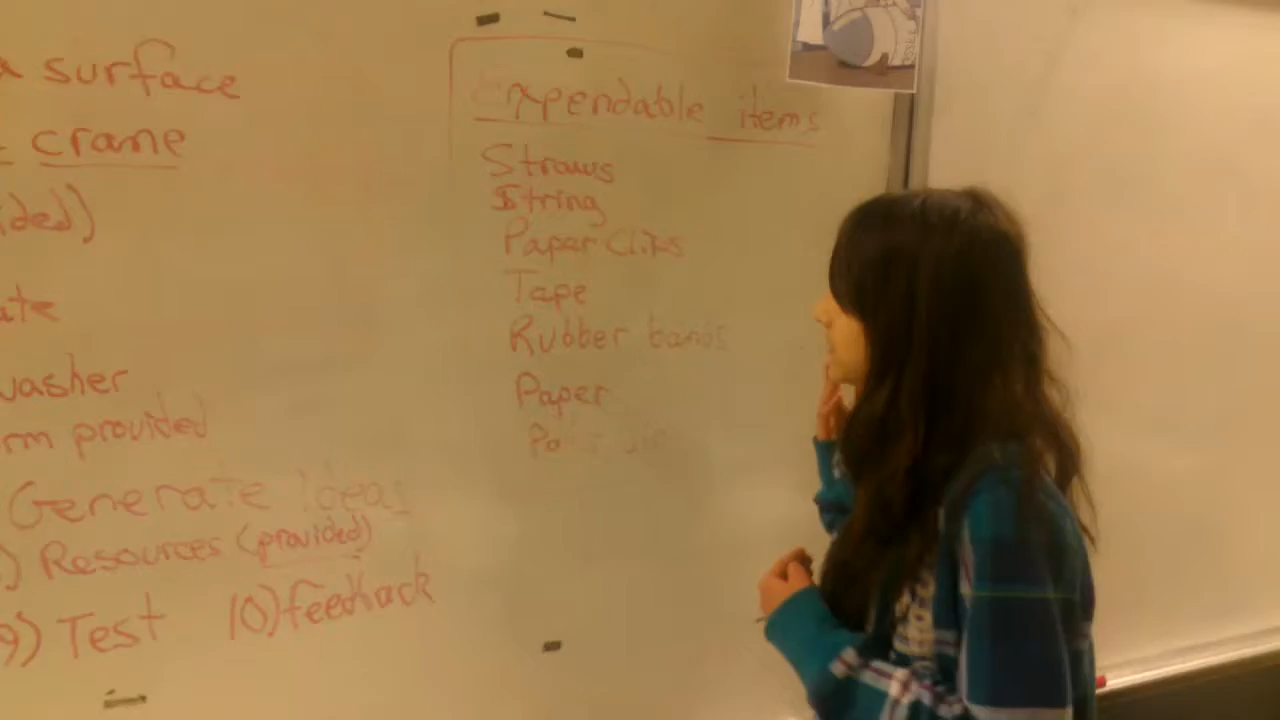 surface
crane
ided)
ate
washer
rm provided
Generate Ideas
) Resources (provided)
9) Test 10) feedback
Expendable items
Straws
String
Paper Clips
Tape
Rubber bands
Paper